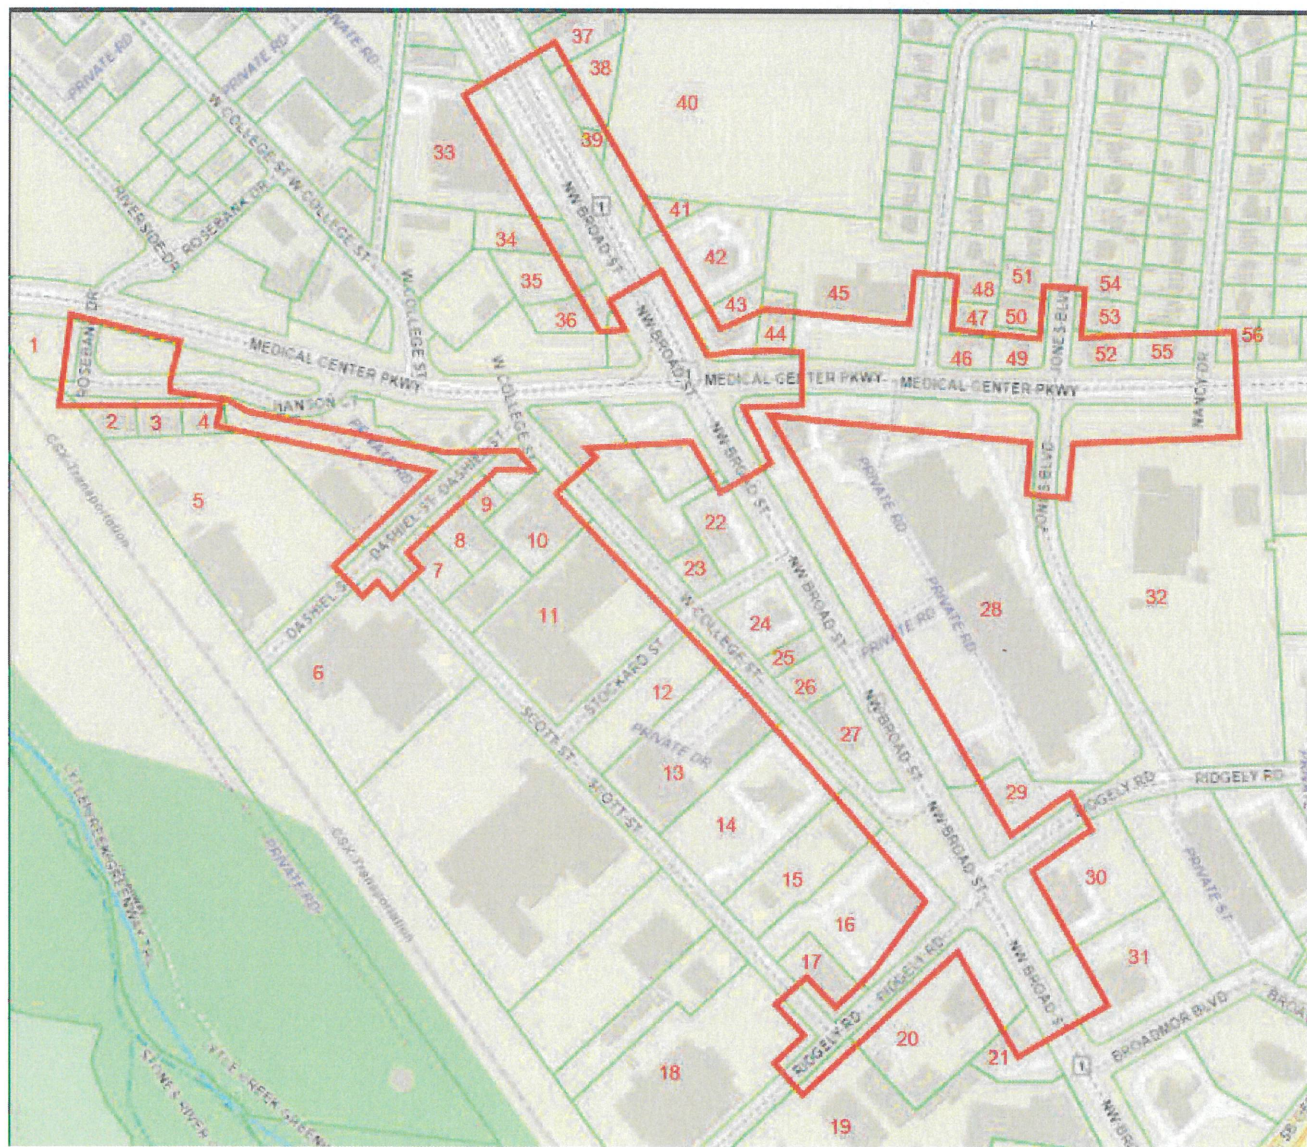 37
38
PRIVATE RD
PRIVATE RD
PRIVATE RD
40
W COLLEGE ST
W COLLEGE ST
33
39
NW BROAD ST
1
RIVERSIDE DR
ROSEBANK DR
41
34
42
35
51
54
48
43
45
36
47
50
53
JONES BLVD
44
56
ROSEBANK DR
W COLLEGE ST
NW BROAD ST
1
MEDICAL CENTER PKWY
46
49
52
55
NANCY DR
1
MEDICAL CENTER PKWY
MEDICAL CENTER PKWY
W COLLEGE ST
HANSON CT
2
3
4
PRIVATE RD
NW BROAD ST
JONES BLVD
CSX-Transportation
5
DASHIEL ST
9
22
PRIVATE RD
8
10
7
23
DASHIEL ST
NW BROAD ST
32
11
W COLLEGE ST
24
PRIVATE RD
28
PRIVATE RD
25
6
STOCKARD ST
12
26
NW BROAD ST
SCOTT ST
PRIVATE DR
27
13
29
RIDGELY RD
RIDGELY RD
SCOTT ST
NW BROAD ST
14
CSX-Transportation
PRIVATE RD
15
30
PRIVATE ST
16
RIDGELY RD
NW BROAD ST
17
31
BROADMOR BLVD
20
21
RIDGELY RD
18
1
19